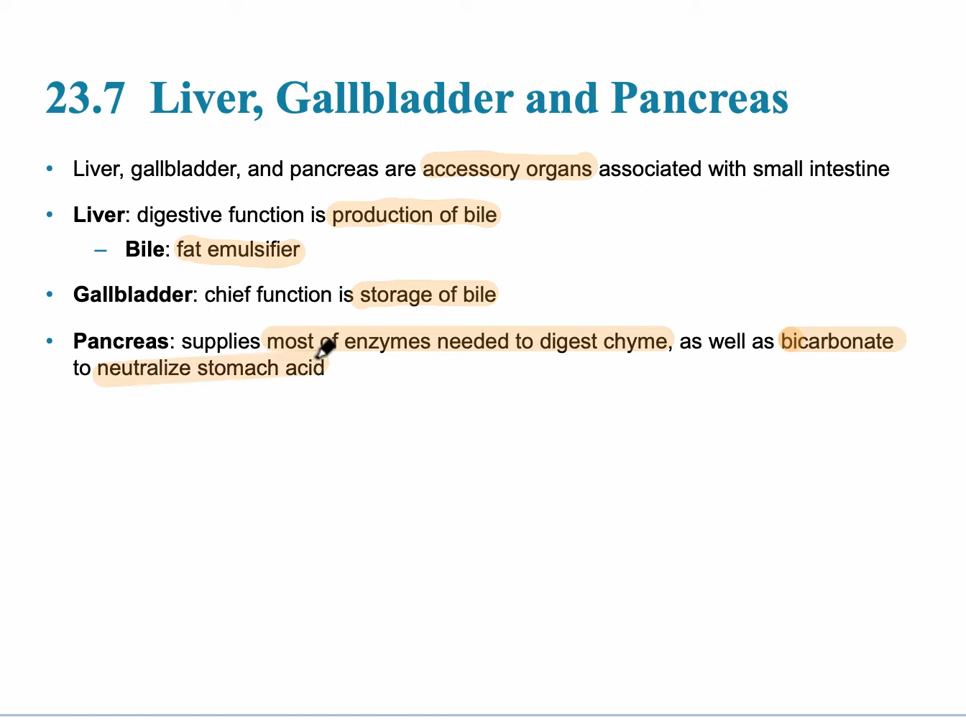 23.7 Liver, Gallbladder and Pancreas
• Liver, gallbladder, and pancreas are accessory organs associated with small intestine
• Liver: digestive function is production of bile
– Bile: fat emulsifier
• Gallbladder: chief function is storage of bile
• Pancreas: supplies most of enzymes needed to digest chyme, as well as bicarbonate
to neutralize stomach acid